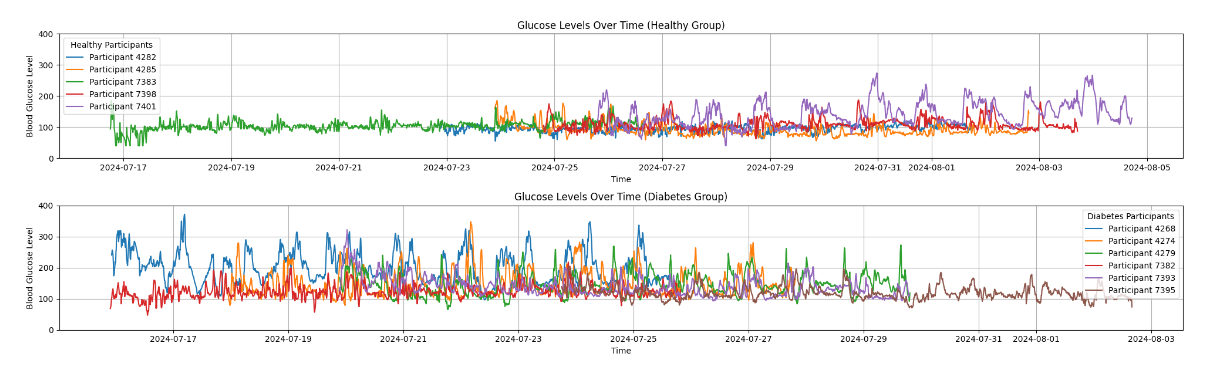 Glucose Levels Over Time (Healthy Group)
400
300
200
100
0
Blood Glucose Level
Healthy Participants
Participant 4282
Participant 4285
Participant 7383
Participant 7398
Participant 7401
2024-07-17 2024-07-19 2024-07-21 2024-07-23 2024-07-25 2024-07-27 2024-07-29 2024-07-31 2024-08-01 2024-08-03 2024-08-05
Time
Glucose Levels Over Time (Diabetes Group)
400
300
200
100
0
Blood Glucose Level
Diabetes Participants
Participant 4268
Participant 4274
Participant 4279
Participant 7382
Participant 7393
Participant 7395
2024-07-17 2024-07-19 2024-07-21 2024-07-23 2024-07-25 2024-07-27 2024-07-29 2024-07-31 2024-08-01 2024-08-03
Time